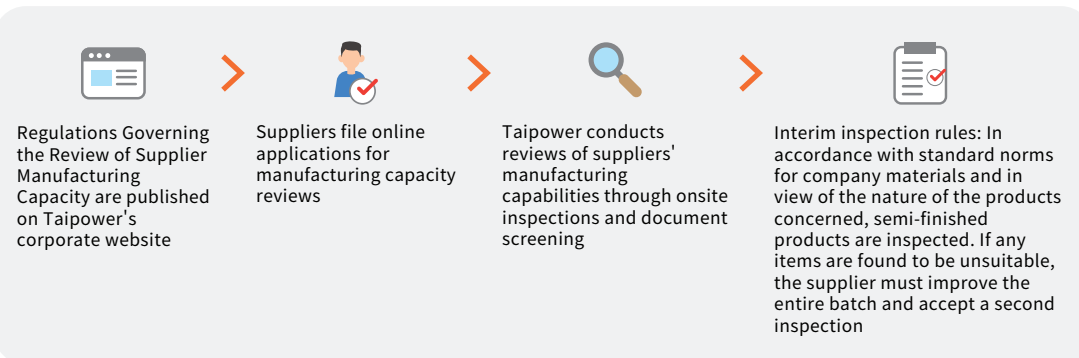 Regulations Governing
the Review of Supplier
Manufacturing
Capacity are published
on Taipower's
corporate website
Suppliers file online
applications for
manufacturing capacity
reviews
Taipower conducts
reviews of suppliers'
manufacturing
capabilities through onsite
inspections and document
screening
Interim inspection rules: In
accordance with standard norms
for company materials and in
view of the nature of the products
concerned, semi-finished
products are inspected. If any
items are found to be unsuitable,
the supplier must improve the
entire batch and accept a second
inspection